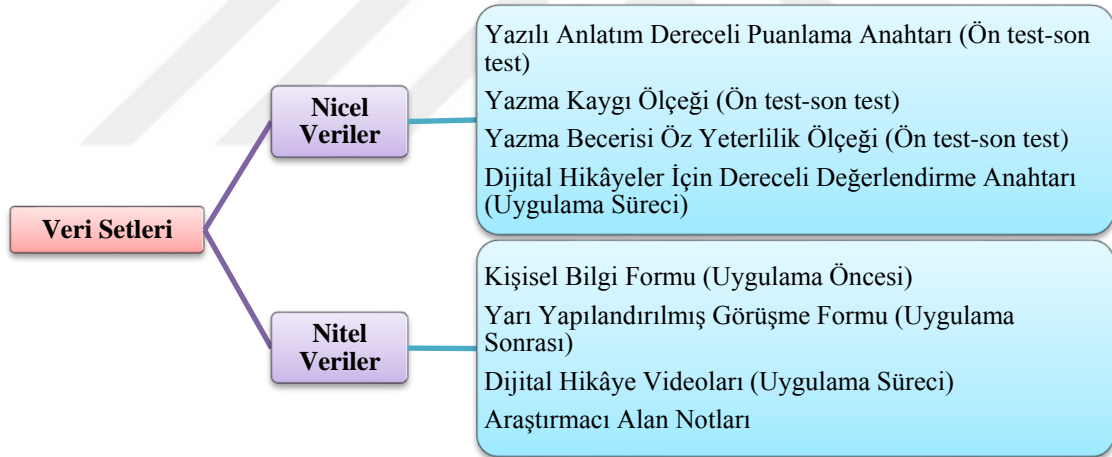 Veri Setleri
Nicel
Veriler
Yazılı Anlatım Dereceli Puanlama Anahtarı (Ön test-son
test)
Yazma Kaygı Ölçeği (Ön test-son test)
Yazma Becerisi Öz Yeterlilik Ölçeği (Ön test-son test)
Dijital Hikâyeler İçin Dereceli Değerlendirme Anahtarı
(Uygulama Süreci)
Nitel
Veriler
Kişisel Bilgi Formu (Uygulama Öncesi)
Yarı Yapılandırılmış Görüşme Formu (Uygulama
Sonrası)
Dijital Hikâye Videoları (Uygulama Süreci)
Araştırmacı Alan Notları